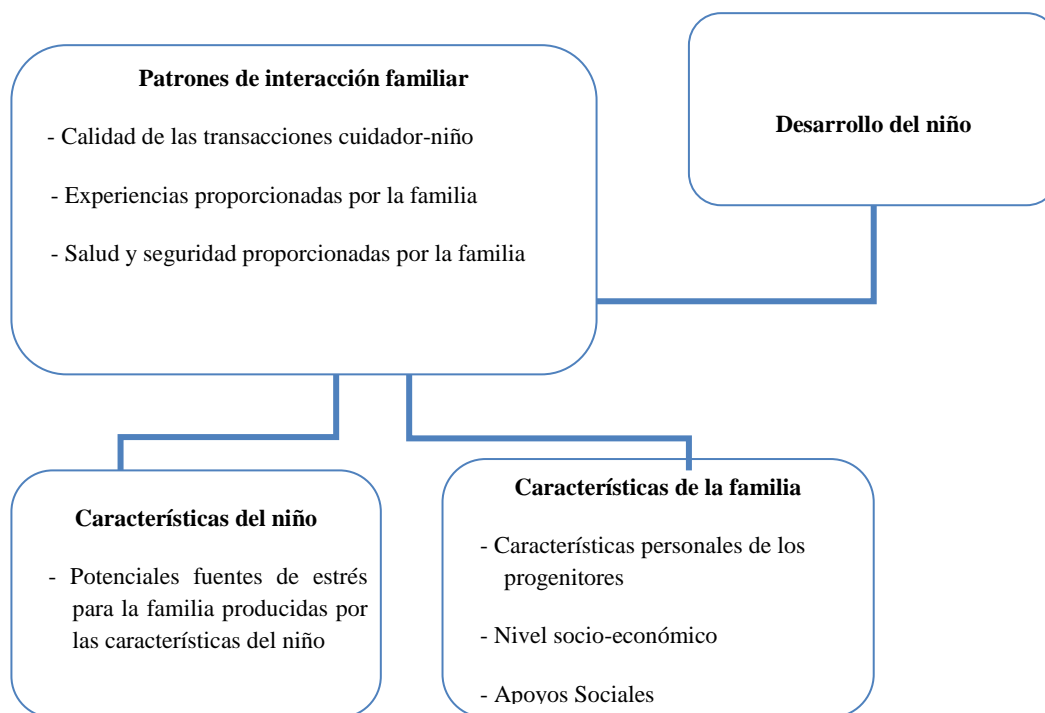 Patrones de interacción familiar
- Calidad de las transacciones cuidador-niño
- Experiencias proporcionadas por la familia
- Salud y seguridad proporcionadas por la familia
Desarrollo del niño
Características del niño
- Potenciales fuentes de estrés
para la familia producidas por
las características del niño
Características de la familia
- Características personales de los
progenitores
- Nivel socio-económico
- Apoyos Sociales